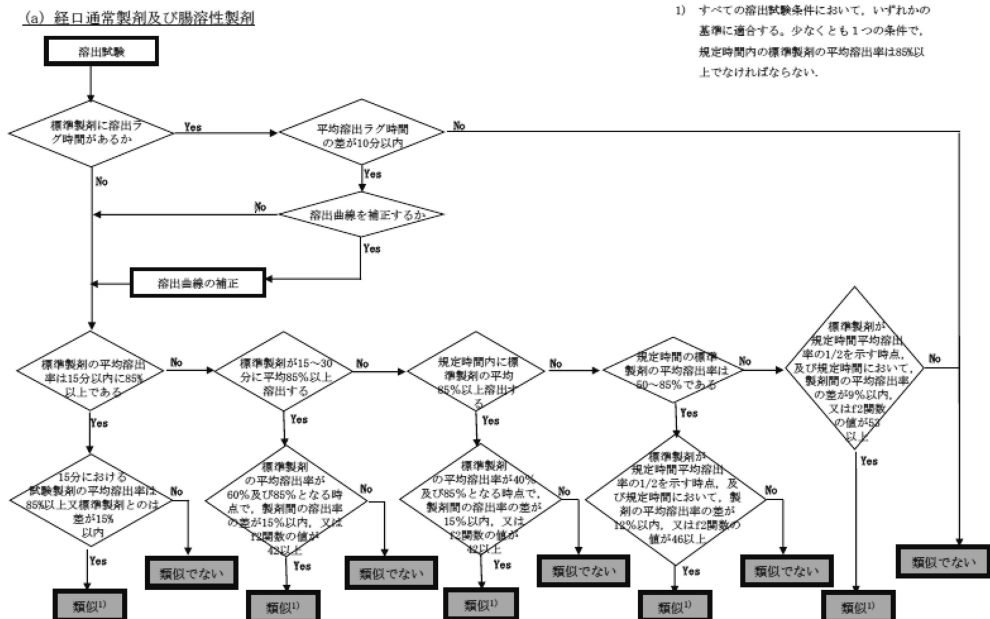 (a) 経口通常製剤及び腸溶性製剤
1) すべての溶出試験条件において，いずれかの
基準に適合する。少なくとも１つの条件で，
規定時間内の標準製剤の平均溶出率は85%以
上でなければならない．
溶出試験
標準製剤に溶出ラ
グ時間があるか
Yes
平均溶出ラグ時間
の差が10分以内
No
No
Yes
溶出曲線を補正するか
No
Yes
溶出曲線の補正
標準製剤の平均溶出
率は15分以内に85%
以上である
No
標準製剤が15～30
分に平均85%以上
溶出する
No
規定時間内に標
準製剤の平均
85%以上溶出す
る
No
規定時間の標準
製剤の平均溶出率は
50～85%である
No
標準製剤が
規定時間平均溶出
率の1/2を示す時点，
及び規定時間において，
製剤間の平均溶出率
の差が9%以内，
又はf2関数
の値が53
以上
No
Yes
Yes
Yes
Yes
Yes
15分における
試験製剤の平均溶出率は
85%以上又標準製剤とのは
差が15%
以内
No
標準製剤
の平均溶出率が
60%及び85%となる時
点で，製剤間の溶出率
の差が15%以内，又は
f2関数の値が
42以上
No
標準製剤
の平均溶出率が40%
及び85%となる時点で，
製剤間の溶出率の差が
15%以内，又は
f2関数の値が
42以上
No
標準製剤が
規定時間平均溶出
率の1/2を示す時点，及
び規定時間において，製
剤の平均溶出率の差が
12%以内，又はf2関数の
値が46以上
No
Yes
Yes
Yes
Yes
類似でない
類似でない
類似でない
類似でない
類似でない
類似1)
類似1)
類似1)
類似1)
類似1)